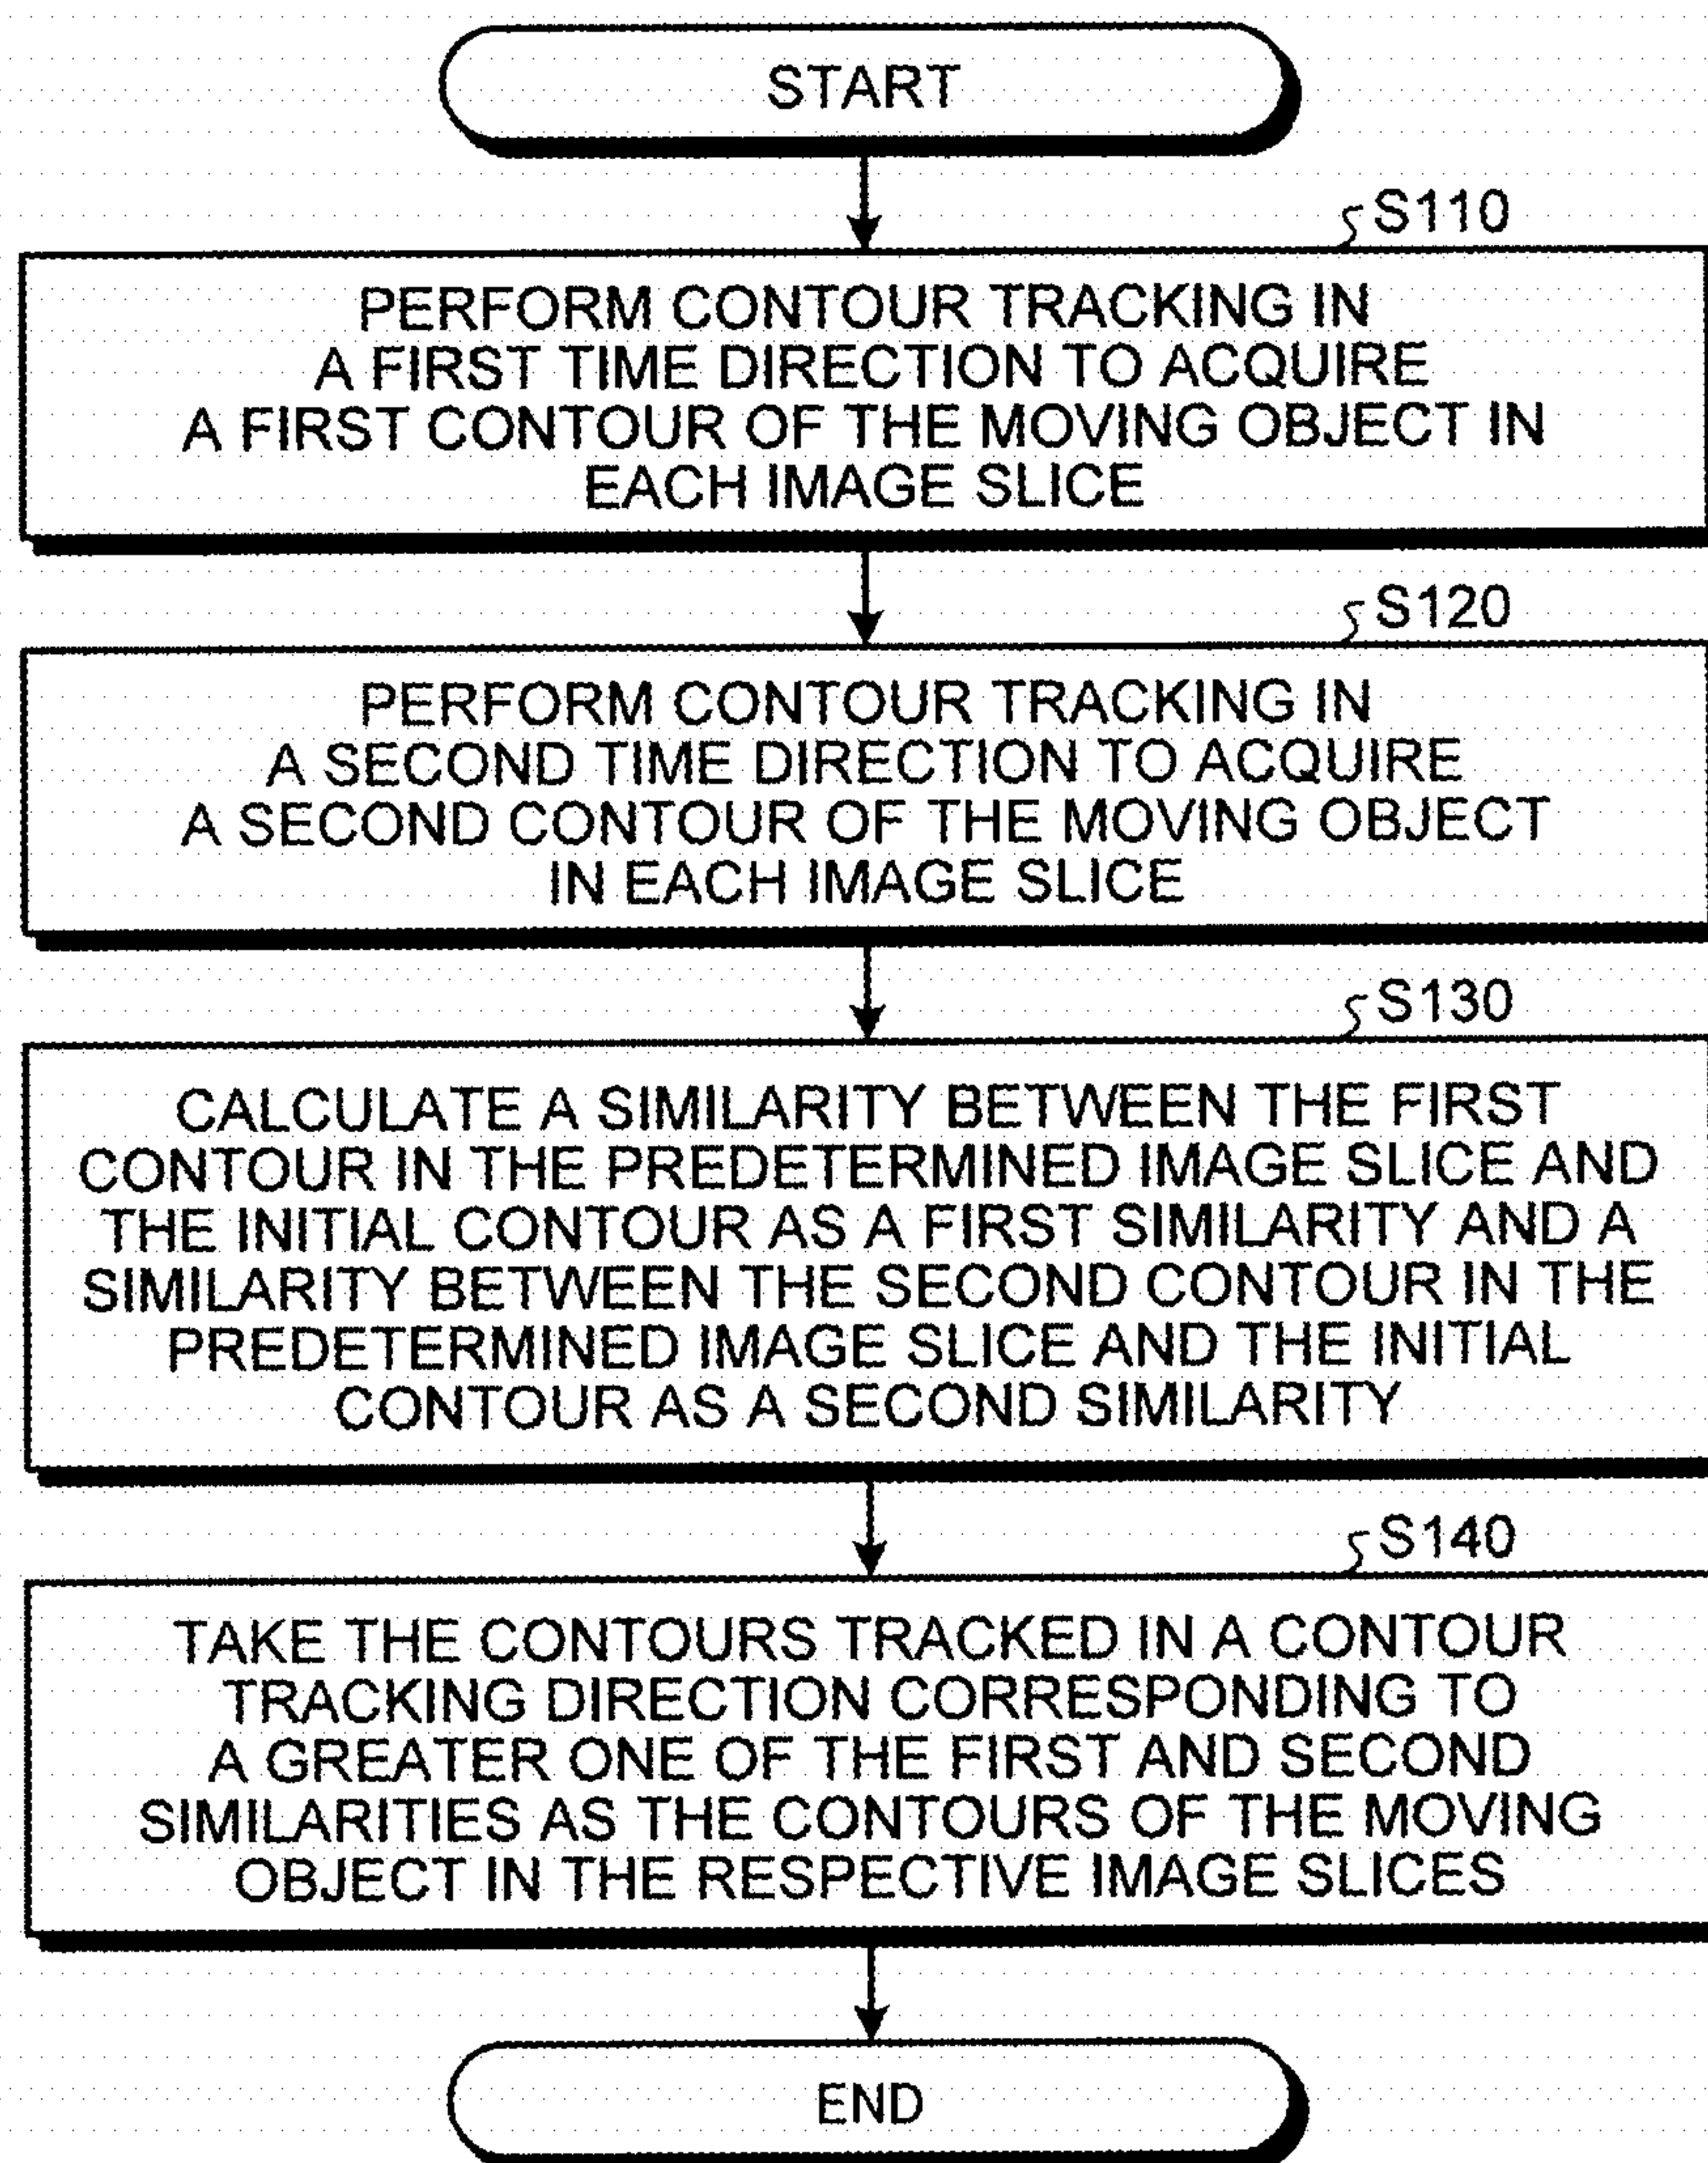 START
S110
PERFORM CONTOUR TRACKING IN
A FIRST TIME DIRECTION TO ACQUIRE
A FIRST CONTOUR OF THE MOVING OBJECT IN
EACH IMAGE SLICE
S120
PERFORM CONTOUR TRACKING IN
A SECOND TIME DIRECTION TO ACQUIRE
A SECOND CONTOUR OF THE MOVING OBJECT
IN EACH IMAGE SLICE
S130
CALCULATE A SIMILARITY BETWEEN THE FIRST
CONTOUR IN THE PREDETERMINED IMAGE SLICE AND
THE INITIAL CONTOUR AS A FIRST SIMILARITY AND A
SIMILARITY BETWEEN THE SECOND CONTOUR IN THE
PREDETERMINED IMAGE SLICE AND THE INITIAL
CONTOUR AS A SECOND SIMILARITY
S140
TAKE THE CONTOURS TRACKED IN A CONTOUR
TRACKING DIRECTION CORRESPONDING TO
A GREATER ONE OF THE FIRST AND SECOND
SIMILARITIES AS THE CONTOURS OF THE MOVING
OBJECT IN THE RESPECTIVE IMAGE SLICES
END